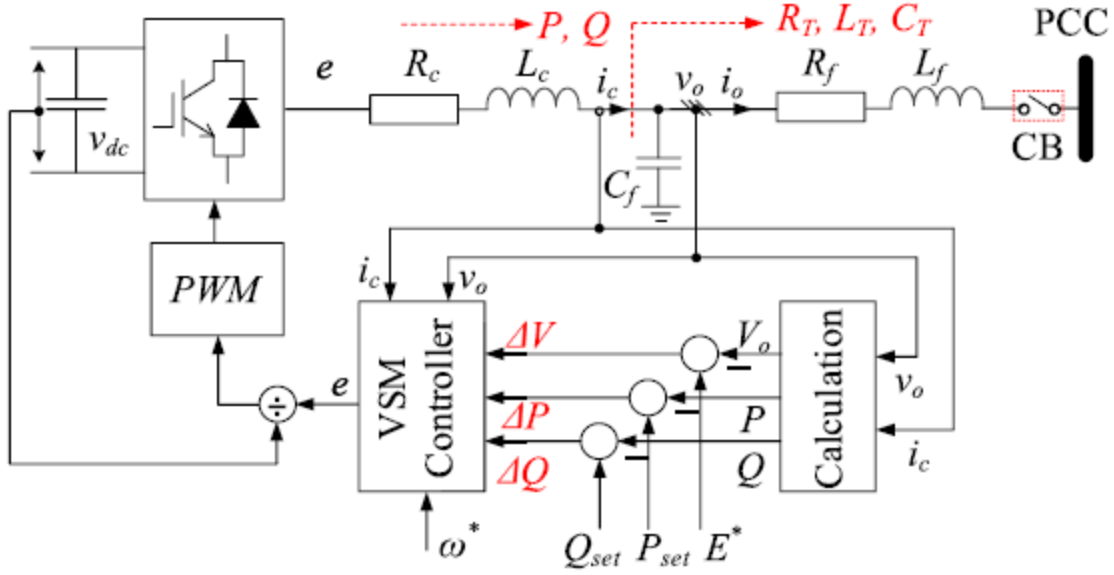 P, Q
R_T, L_T, C_T
PCC
e
R_c
L_c
i_c
v_o
i_o
R_f
L_f
v_dc
C_f
CB
PWM
i_c
v_o
VSM
Controller
ΔV
V_o
ΔP
P
ΔQ
Q
Calculation
v_o
i_c
÷
e
ω*
Q_set
P_set
E*